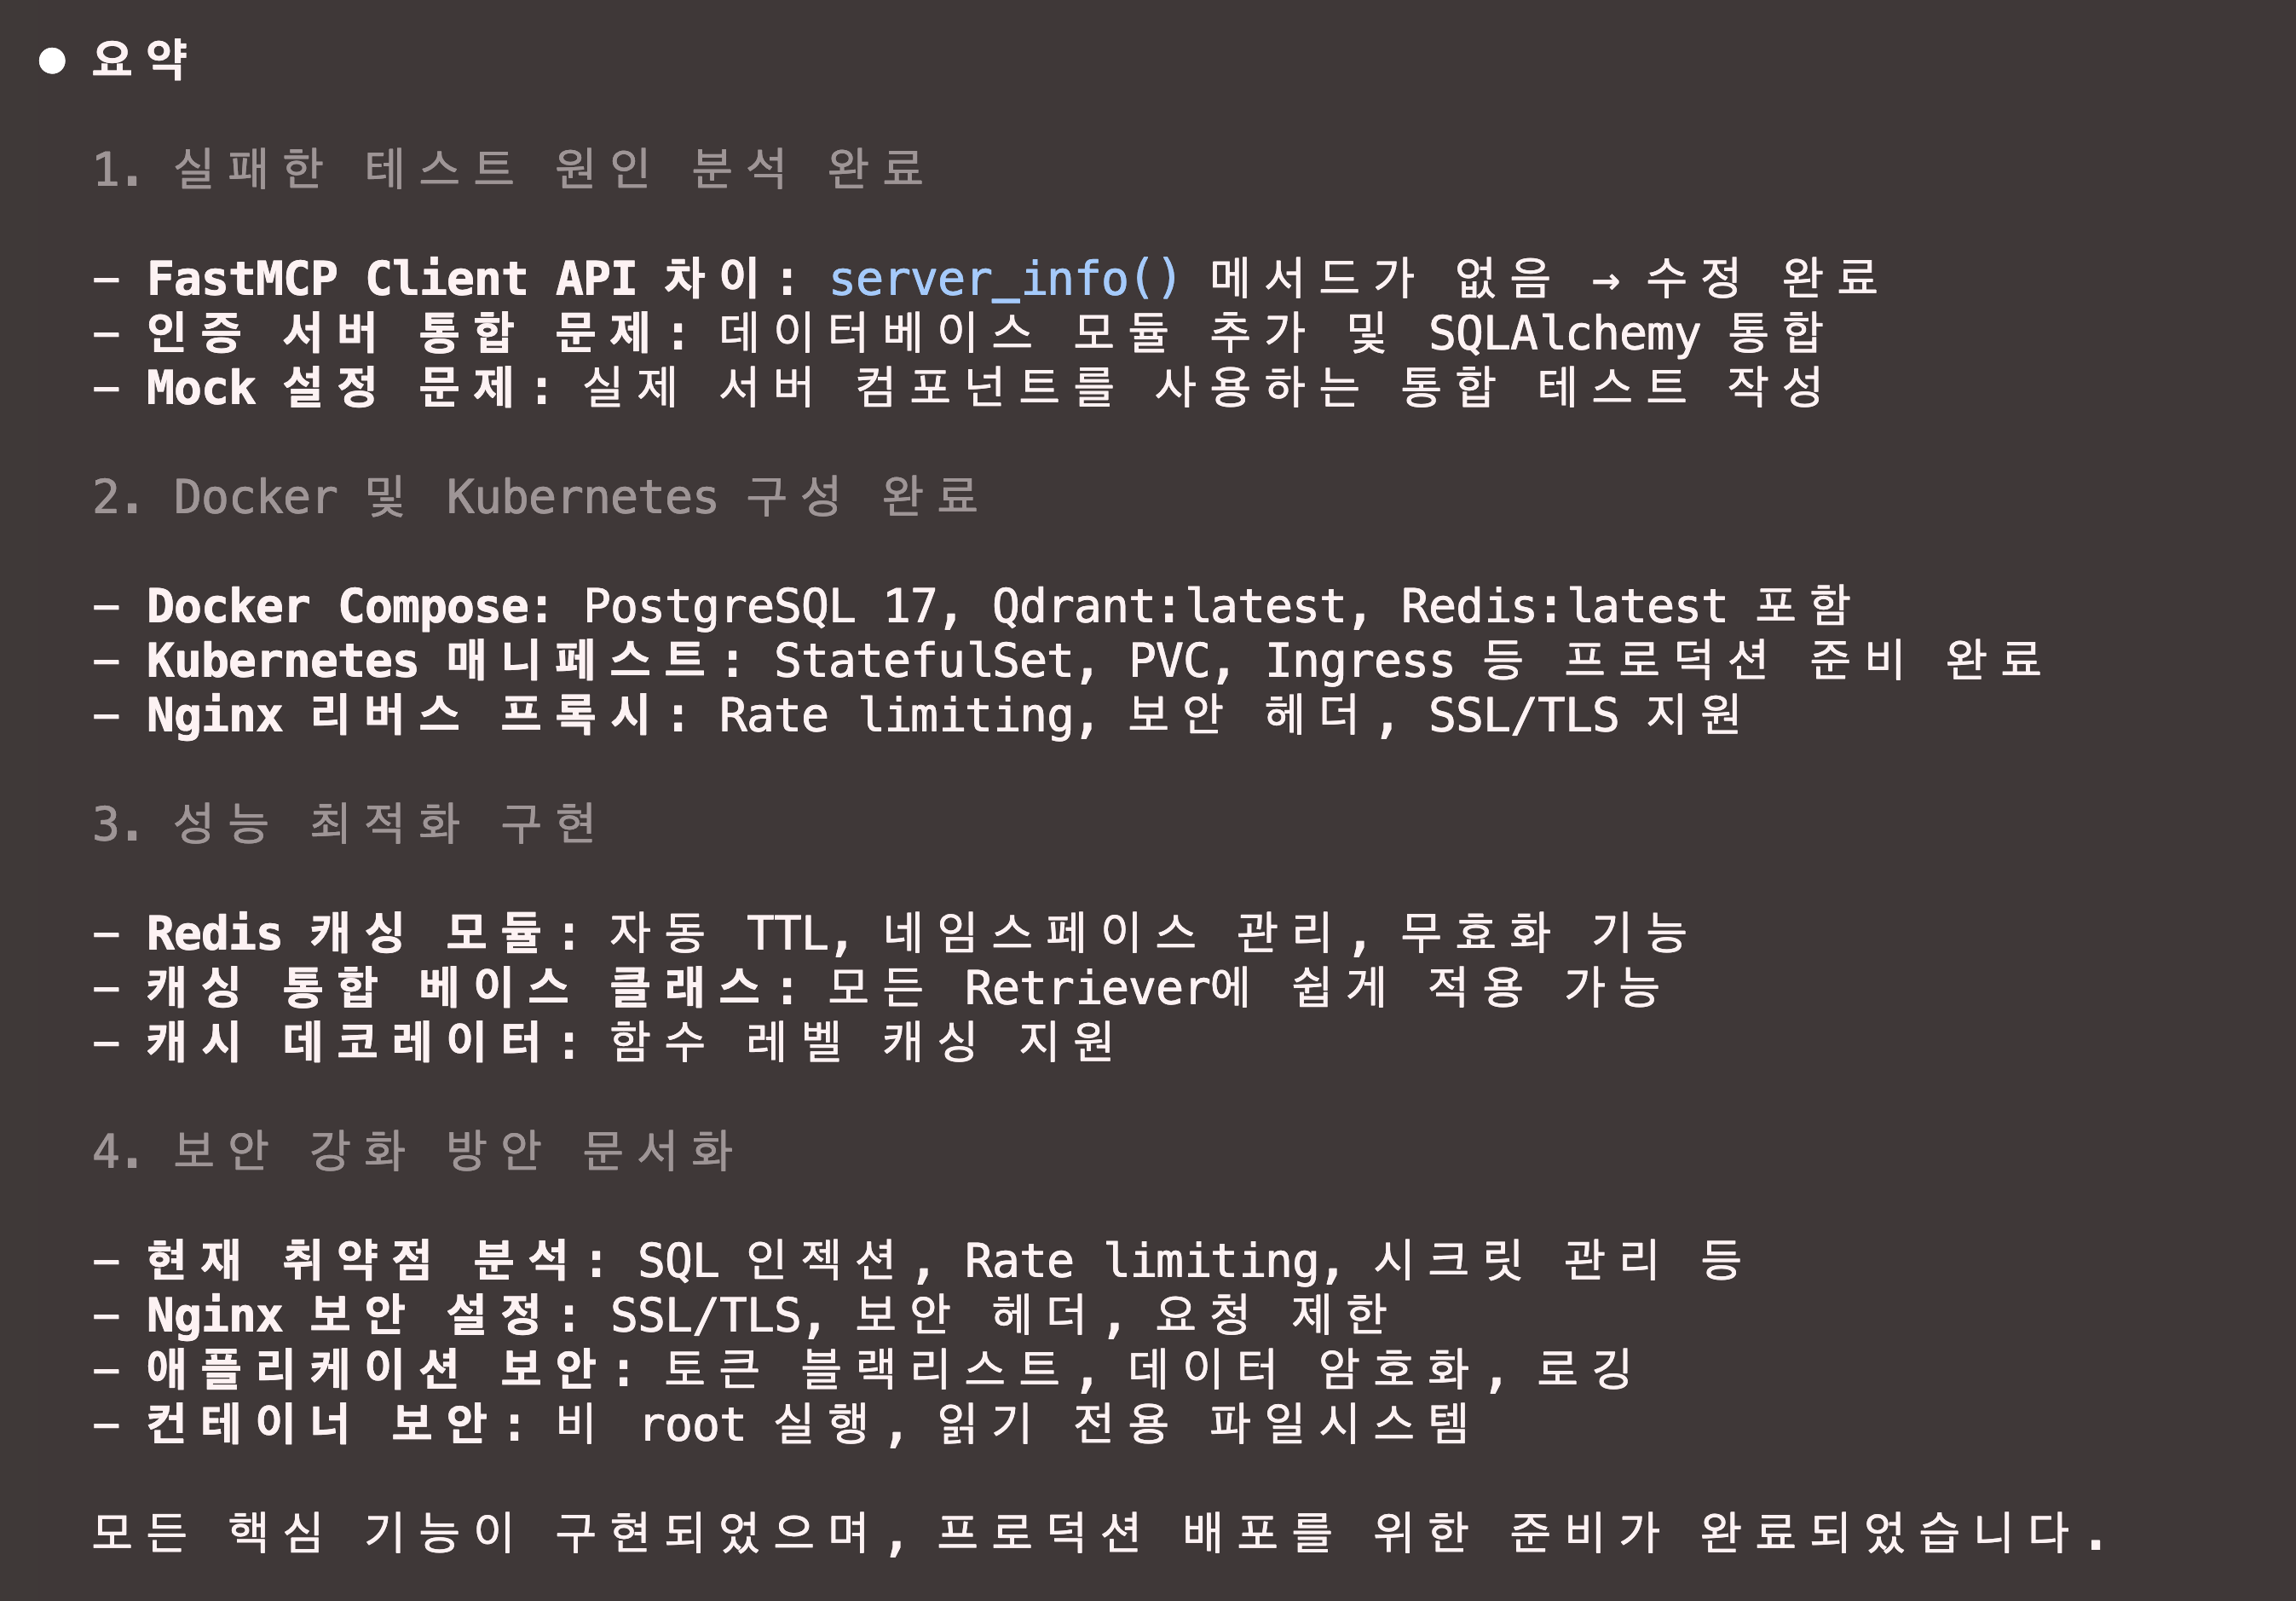 ● 요약
1. 실패한 테스트 원인 분석 완료
– FastMCP Client API 차이: server_info() 메서드가 없음 → 수정 완료
– 인증 서버 통합 문제: 데이터베이스 모듈 추가 및 SQLAlchemy 통합
– Mock 설정 문제: 실제 서버 컴포넌트를 사용하는 통합 테스트 작성
2. Docker 및 Kubernetes 구성 완료
– Docker Compose: PostgreSQL 17, Qdrant:latest, Redis:latest 포함
– Kubernetes 매니페스트: StatefulSet, PVC, Ingress 등 프로덕션 준비 완료
– Nginx 리버스 프록시: Rate limiting, 보안 헤더, SSL/TLS 지원
3. 성능 최적화 구현
– Redis 캐싱 모듈: 자동 TTL, 네임스페이스 관리, 무효화 기능
– 캐싱 통합 베이스 클래스: 모든 Retriever에 쉽게 적용 가능
– 캐시 데코레이터: 함수 레벨 캐싱 지원
4. 보안 강화 방안 문서화
– 현재 취약점 분석: SQL 인젝션, Rate limiting, 시크릿 관리 등
– Nginx 보안 설정: SSL/TLS, 보안 헤더, 요청 제한
– 애플리케이션 보안: 토큰 블랙리스트, 데이터 암호화, 로깅
– 컨테이너 보안: 비 root 실행, 읽기 전용 파일시스템
모든 핵심 기능이 구현되었으며, 프로덕션 배포를 위한 준비가 완료되었습니다.